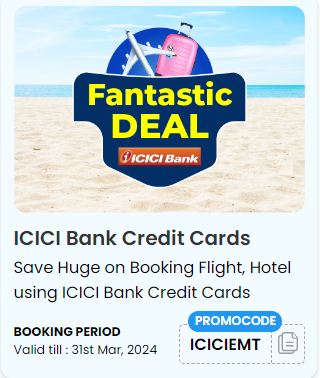 Fantastic
DEAL
ICICI Bank
ICICI Bank Credit Cards
Save Huge on Booking Flight, Hotel
using ICICI Bank Credit Cards
BOOKING PERIOD
Valid till : 31st Mar, 2024
PROMOCODE
ICICIEMT